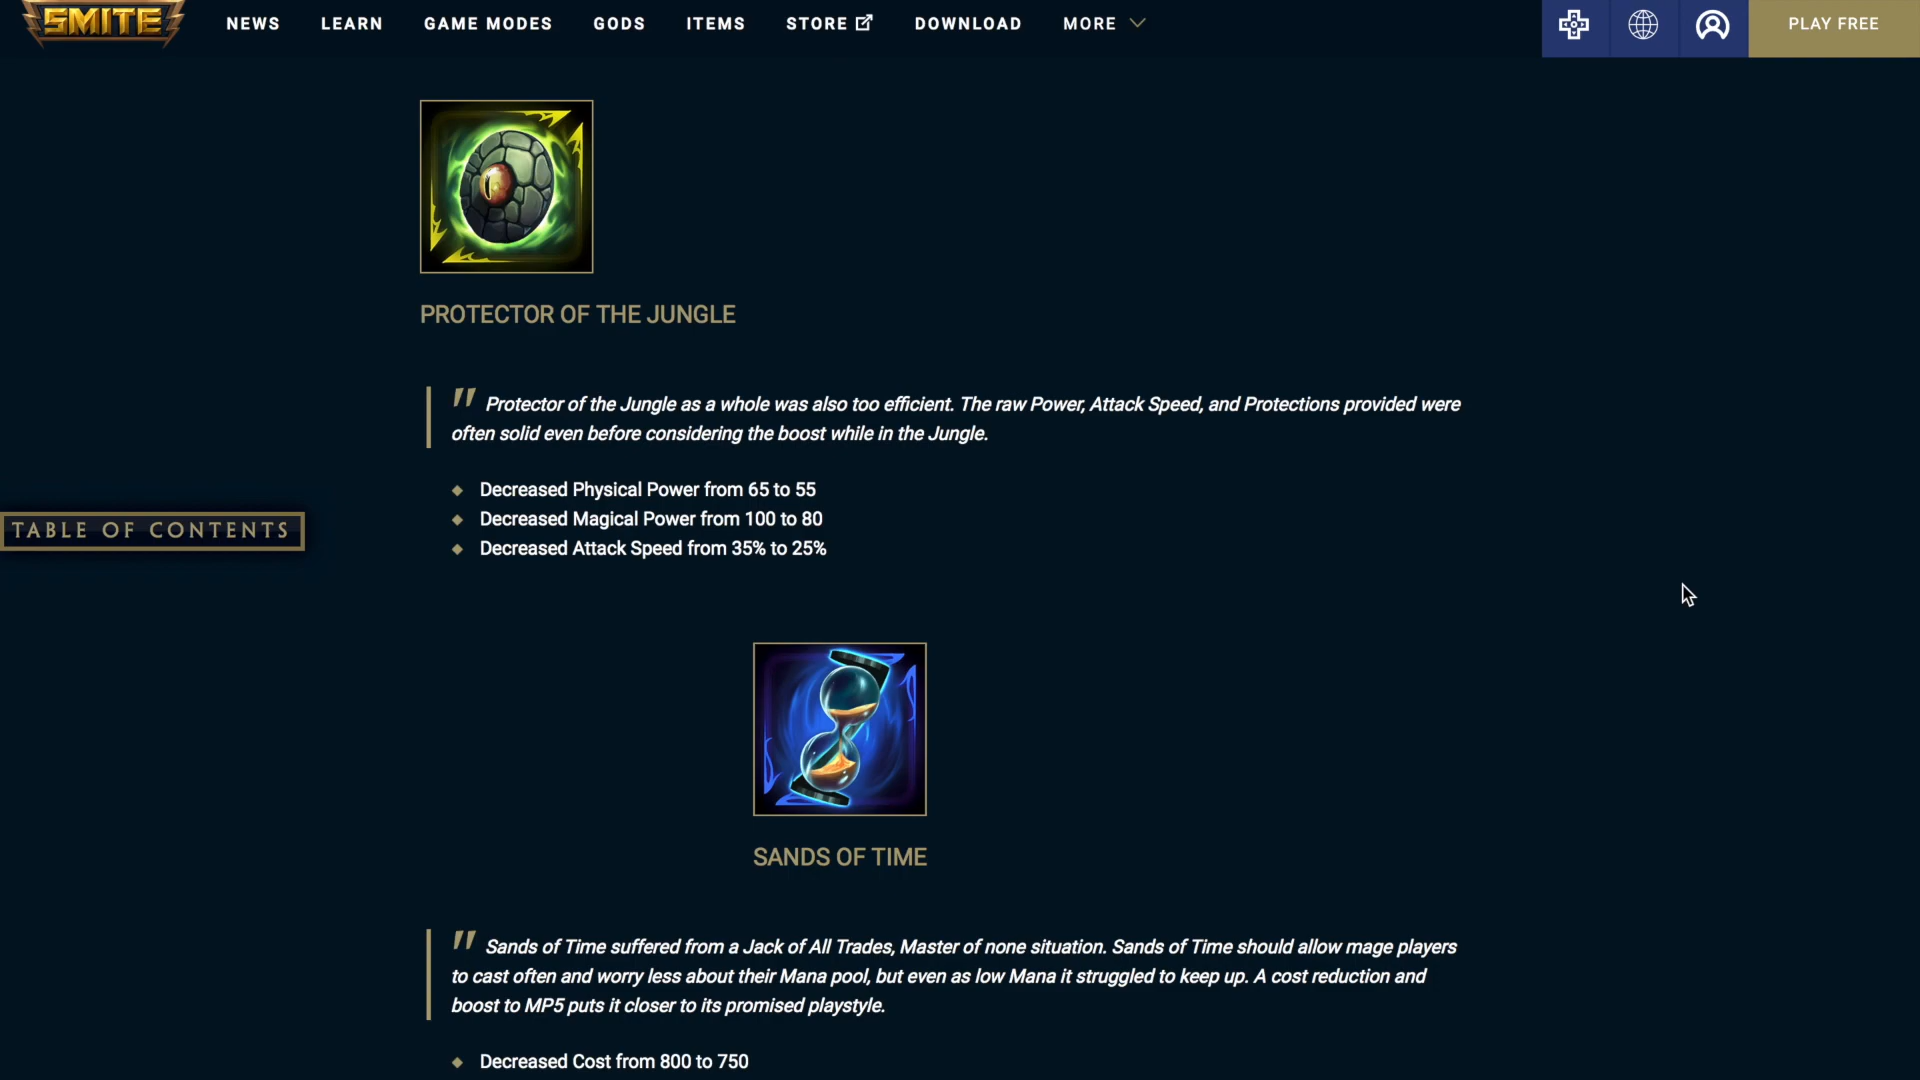 SMITE
NEWS LEARN GAME MODES GODS ITEMS STORE DOWNLOAD MORE PLAY FREE
PROTECTOR OF THE JUNGLE
" Protector of the Jungle as a whole was also too efficient. The raw Power, Attack Speed, and Protections provided were
often solid even before considering the boost while in the Jungle.
Decreased Physical Power from 65 to 55
Decreased Magical Power from 100 to 80
TABLE OF CONTENTS
Decreased Attack Speed from 35% to 25%
SANDS OF TIME
" Sands of Time suffered from a Jack of All Trades, Master of none situation. Sands of Time should allow mage players
to cast often and worry less about their Mana pool, but even as low Mana it struggled to keep up. A cost reduction and
boost to MP5 puts it closer to its promised playstyle.
Decreased Cost from 800 to 750